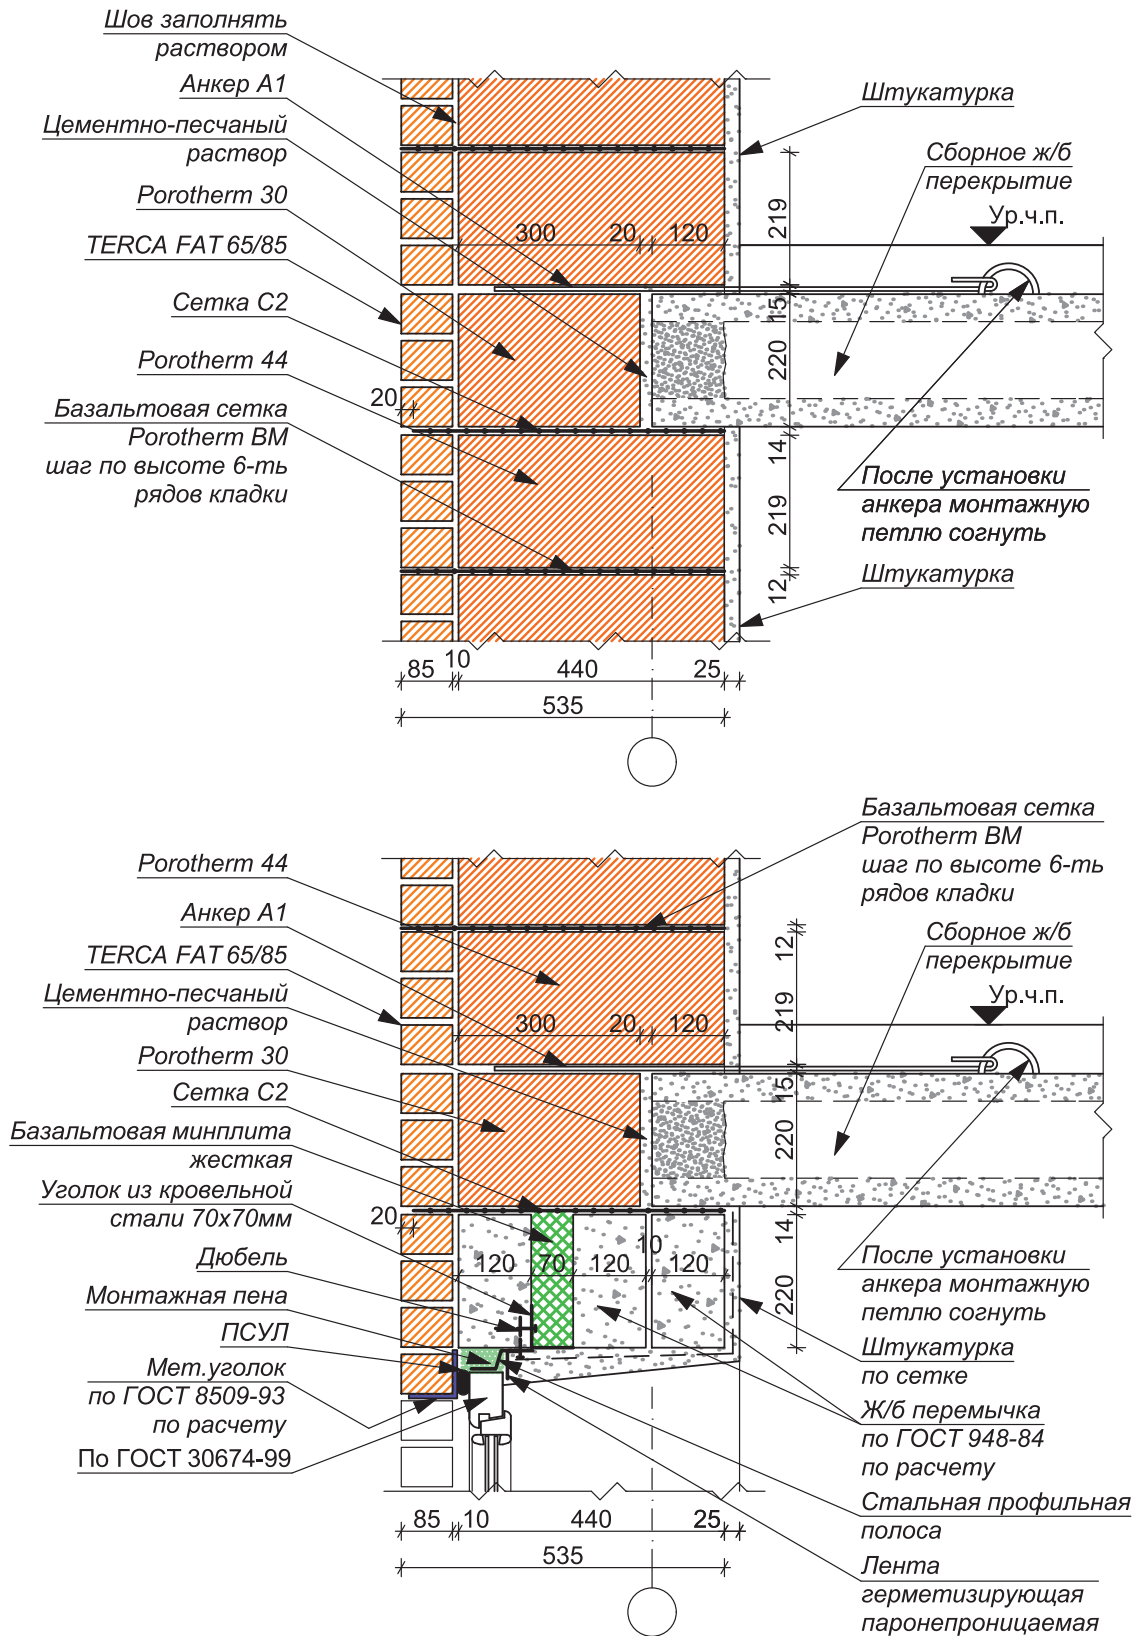 Шов заполнять
раствором
Анкер А1
Цементно-песчаный
раствор
Porotherm 30
TERCA FAT 65/85
Сетка С2
Porotherm 44
20
Базальтовая сетка
Porotherm BM
шаг по высоте 6-ть
рядов кладки
Штукатурка
Сборное ж/б
перекрытие
Ур.ч.п.
300
20
120
219
15
220
14
219
12
После установки
анкера монтажную
петлю согнуть
Штукатурка
85
10
440
25
535
Базальтовая сетка
Porotherm BM
шаг по высоте 6-ть
рядов кладки
Porotherm 44
Анкер А1
TERCA FAT 65/85
Цементно-песчаный
раствор
Porotherm 30
Сетка С2
Базальтовая минплита
жесткая
Уголок из кровельной
стали 70х70мм
20
Дюбель
Монтажная пена
ПСУЛ
Мет.уголок
по ГОСТ 8509-93
по расчету
По ГОСТ 30674-99
Сборное ж/б
перекрытие
Ур.ч.п.
300
20
120
12
219
15
220
14
220
120
70
120
10
120
После установки
анкера монтажную
петлю согнуть
Штукатурка
по сетке
Ж/б перемычка
по ГОСТ 948-84
по расчету
Стальная профильная
полоса
Лента
герметизирующая
паронепроницаемая
85
10
440
25
535